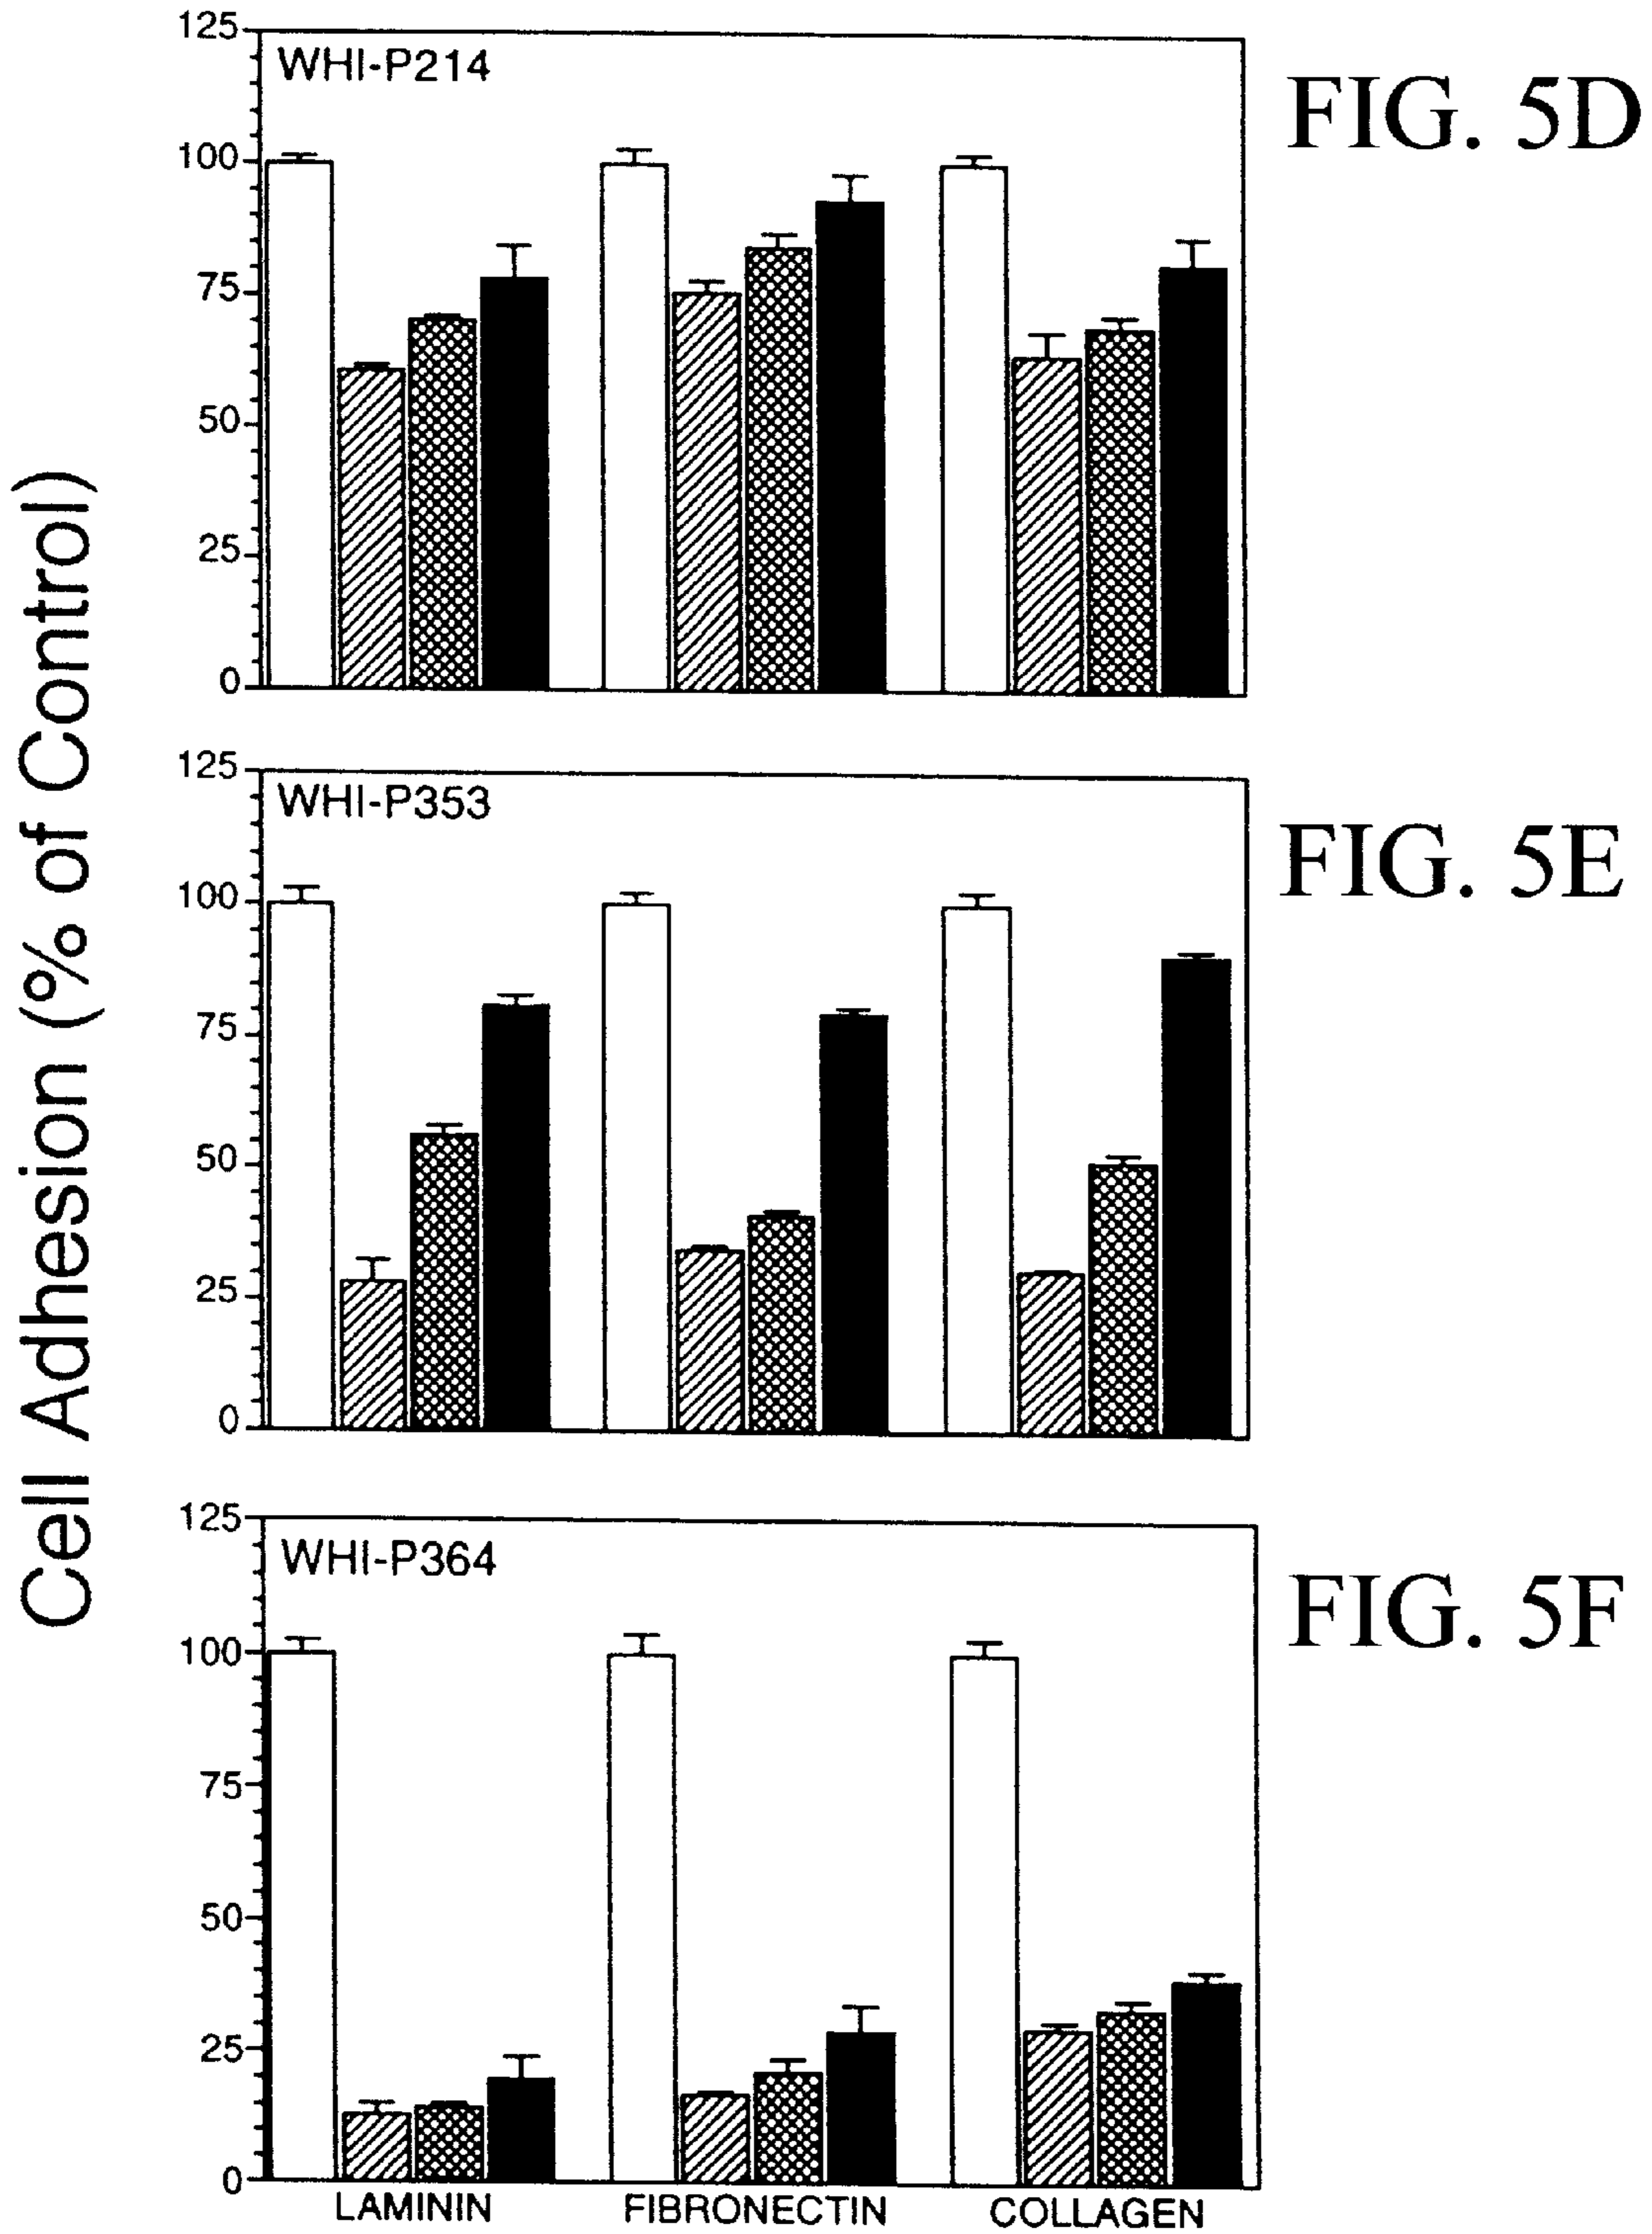 Cell Adhesion (% of Control)
WHI-P214
FIG. 5D
125
100
75
50
25
0
WHI-P353
FIG. 5E
125
100
75
50
25
0
WHI-P364
FIG. 5F
125
100
75
50
25
0
LAMININ FIBRONECTIN COLLAGEN